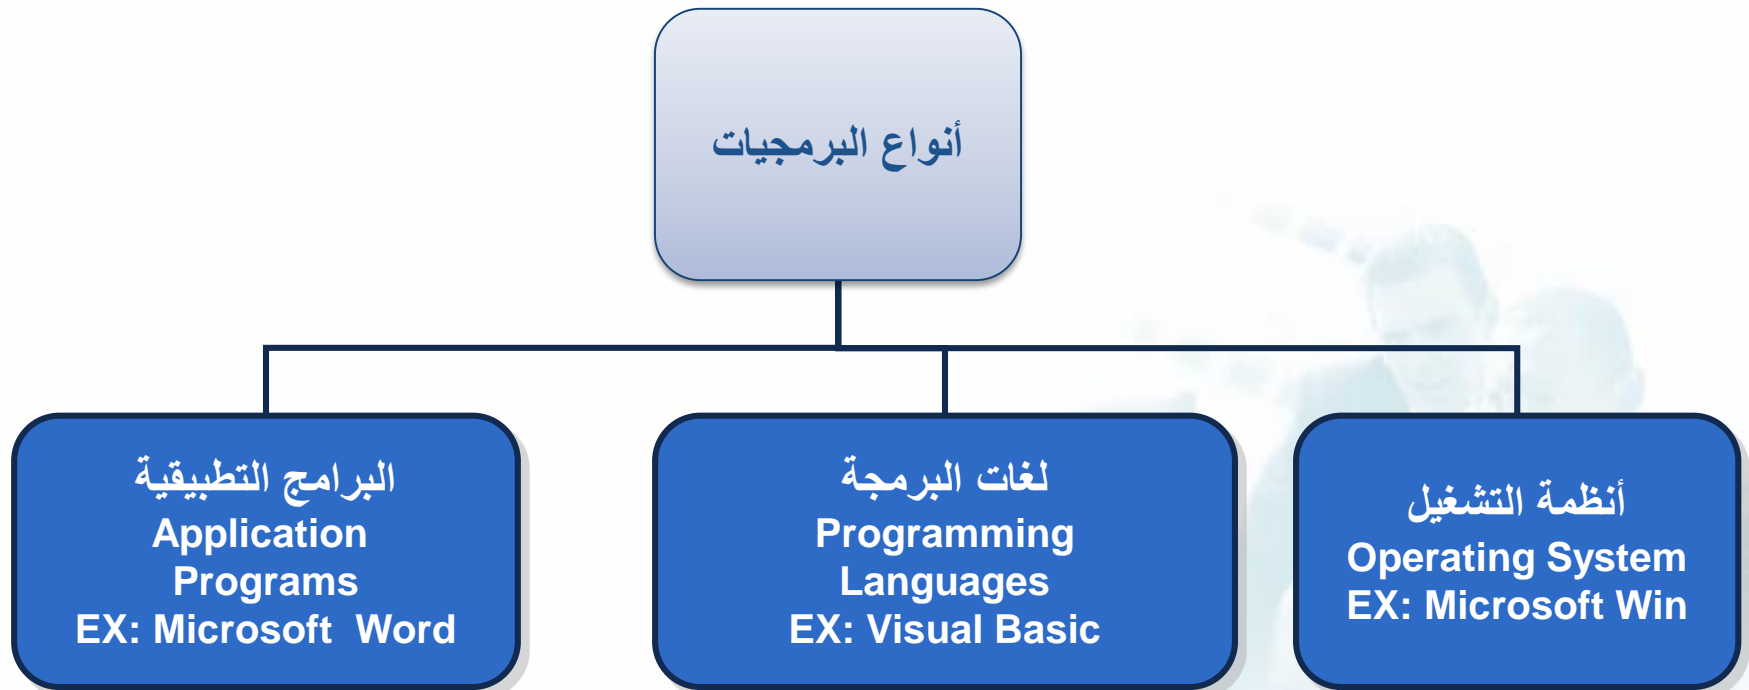 أنواع البرمجيات
أنظمة التشغيل
Operating System
EX: Microsoft Win
لغات البرمجة
Programming
Languages
EX: Visual Basic
البرامج التطبيقية
Application
Programs
EX: Microsoft  Word